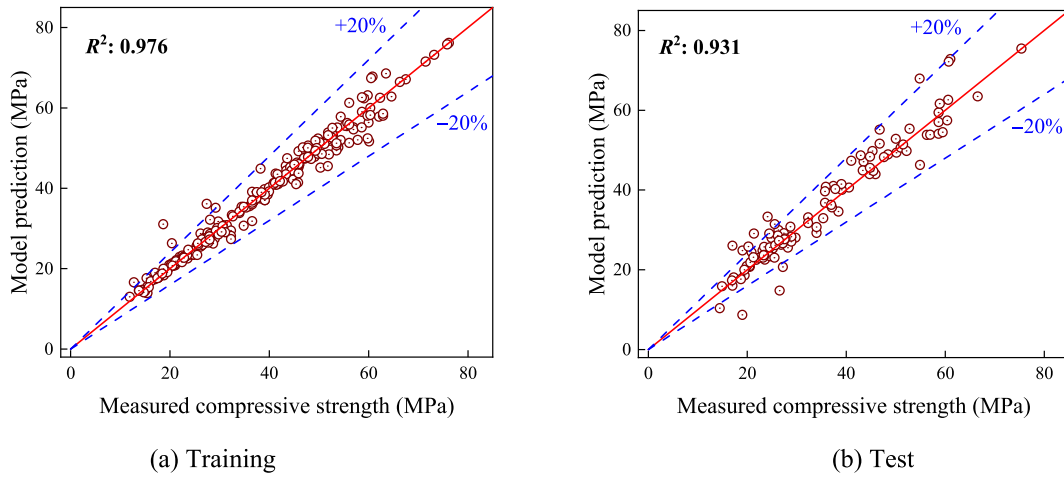 R²: 0.976
+20%
−20%
80
60
40
20
0
0 20 40 60 80
Model prediction (MPa)
Measured compressive strength (MPa)
(a) Training
R²: 0.931
+20%
−20%
80
60
40
20
0
0 20 40 60 80
Model prediction (MPa)
Measured compressive strength (MPa)
(b) Test